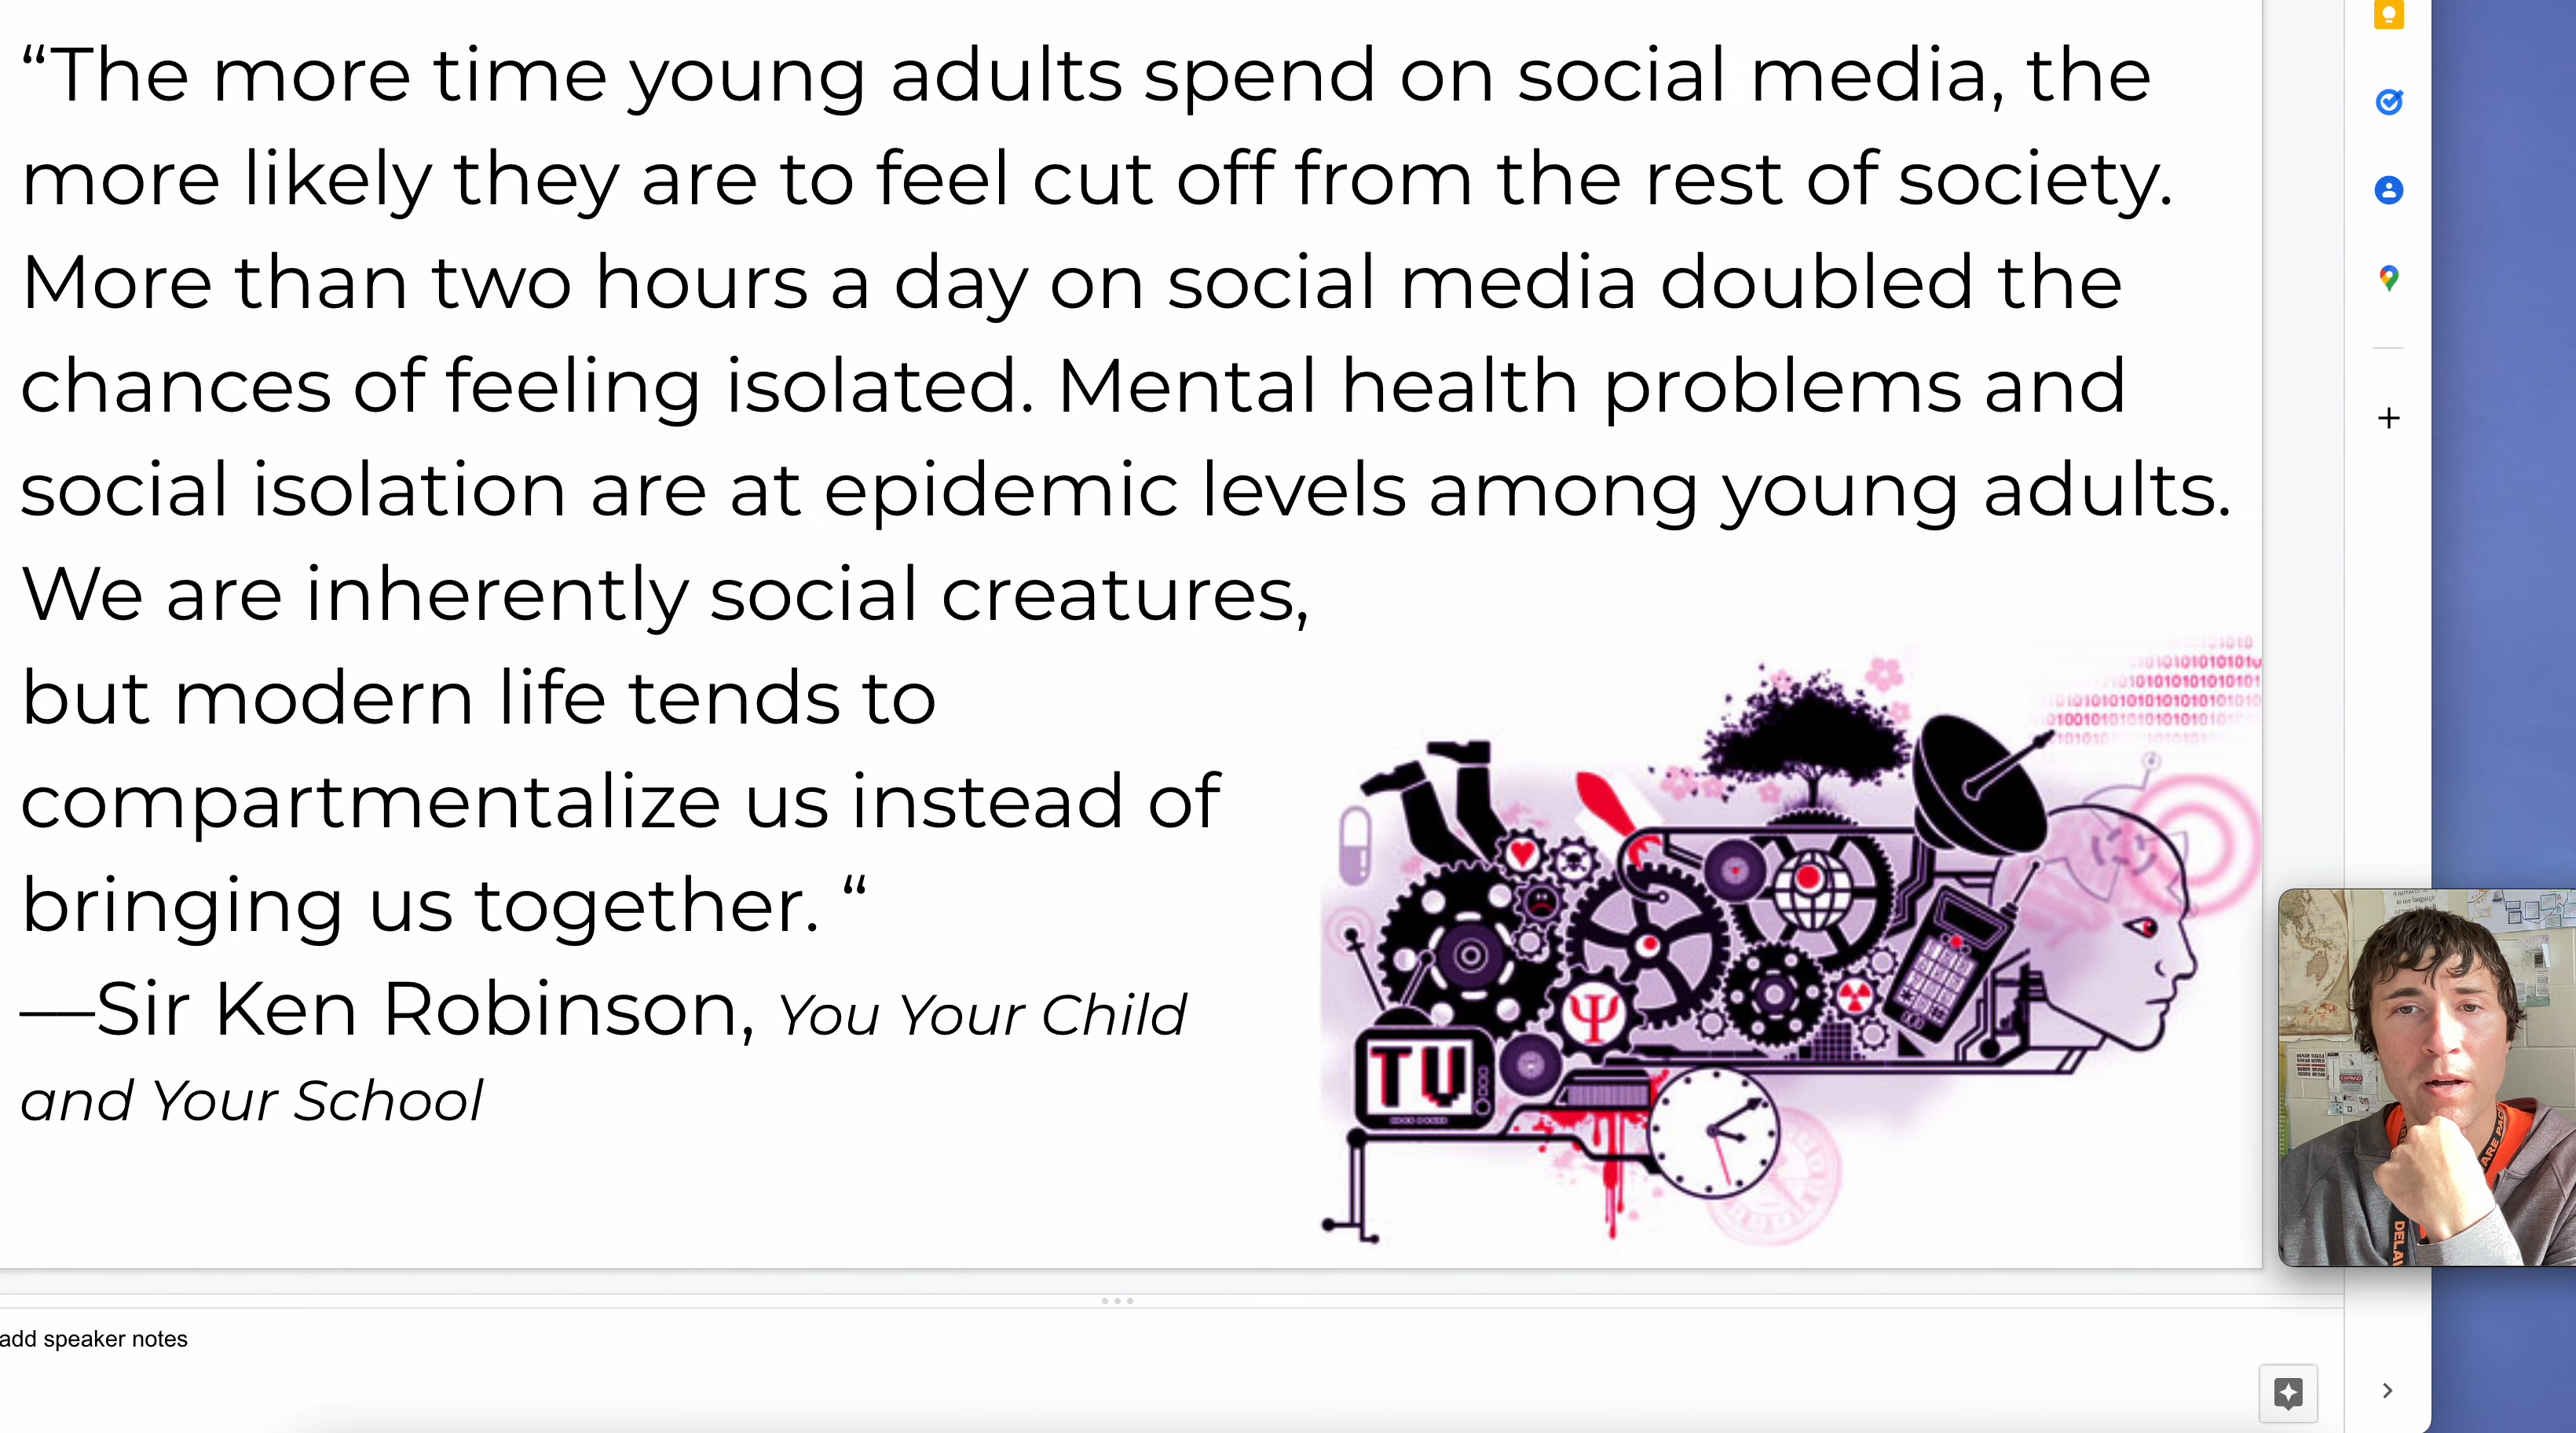 “The more time young adults spend on social media, the
more likely they are to feel cut off from the rest of society.
More than two hours a day on social media doubled the
chances of feeling isolated. Mental health problems and
social isolation are at epidemic levels among young adults.
We are inherently social creatures,
but modern life tends to
compartmentalize us instead of
bringing us together. “
—Sir Ken Robinson, You Your Child
and Your School
TV
add speaker notes